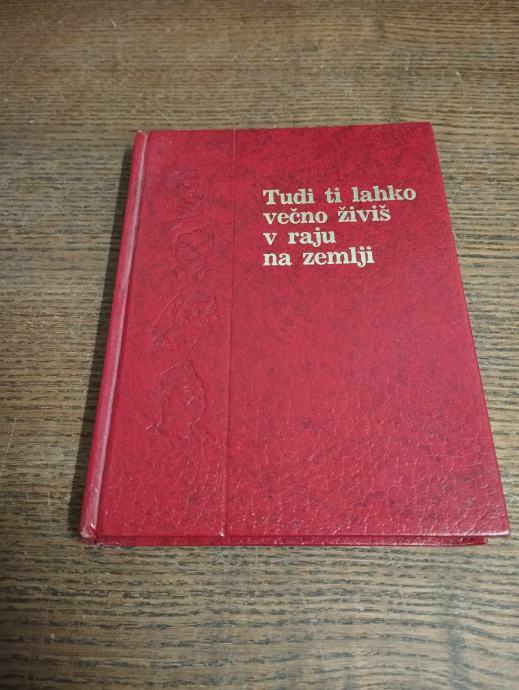 Tudi ti lahko
večno živiš
v raju
na zemlji